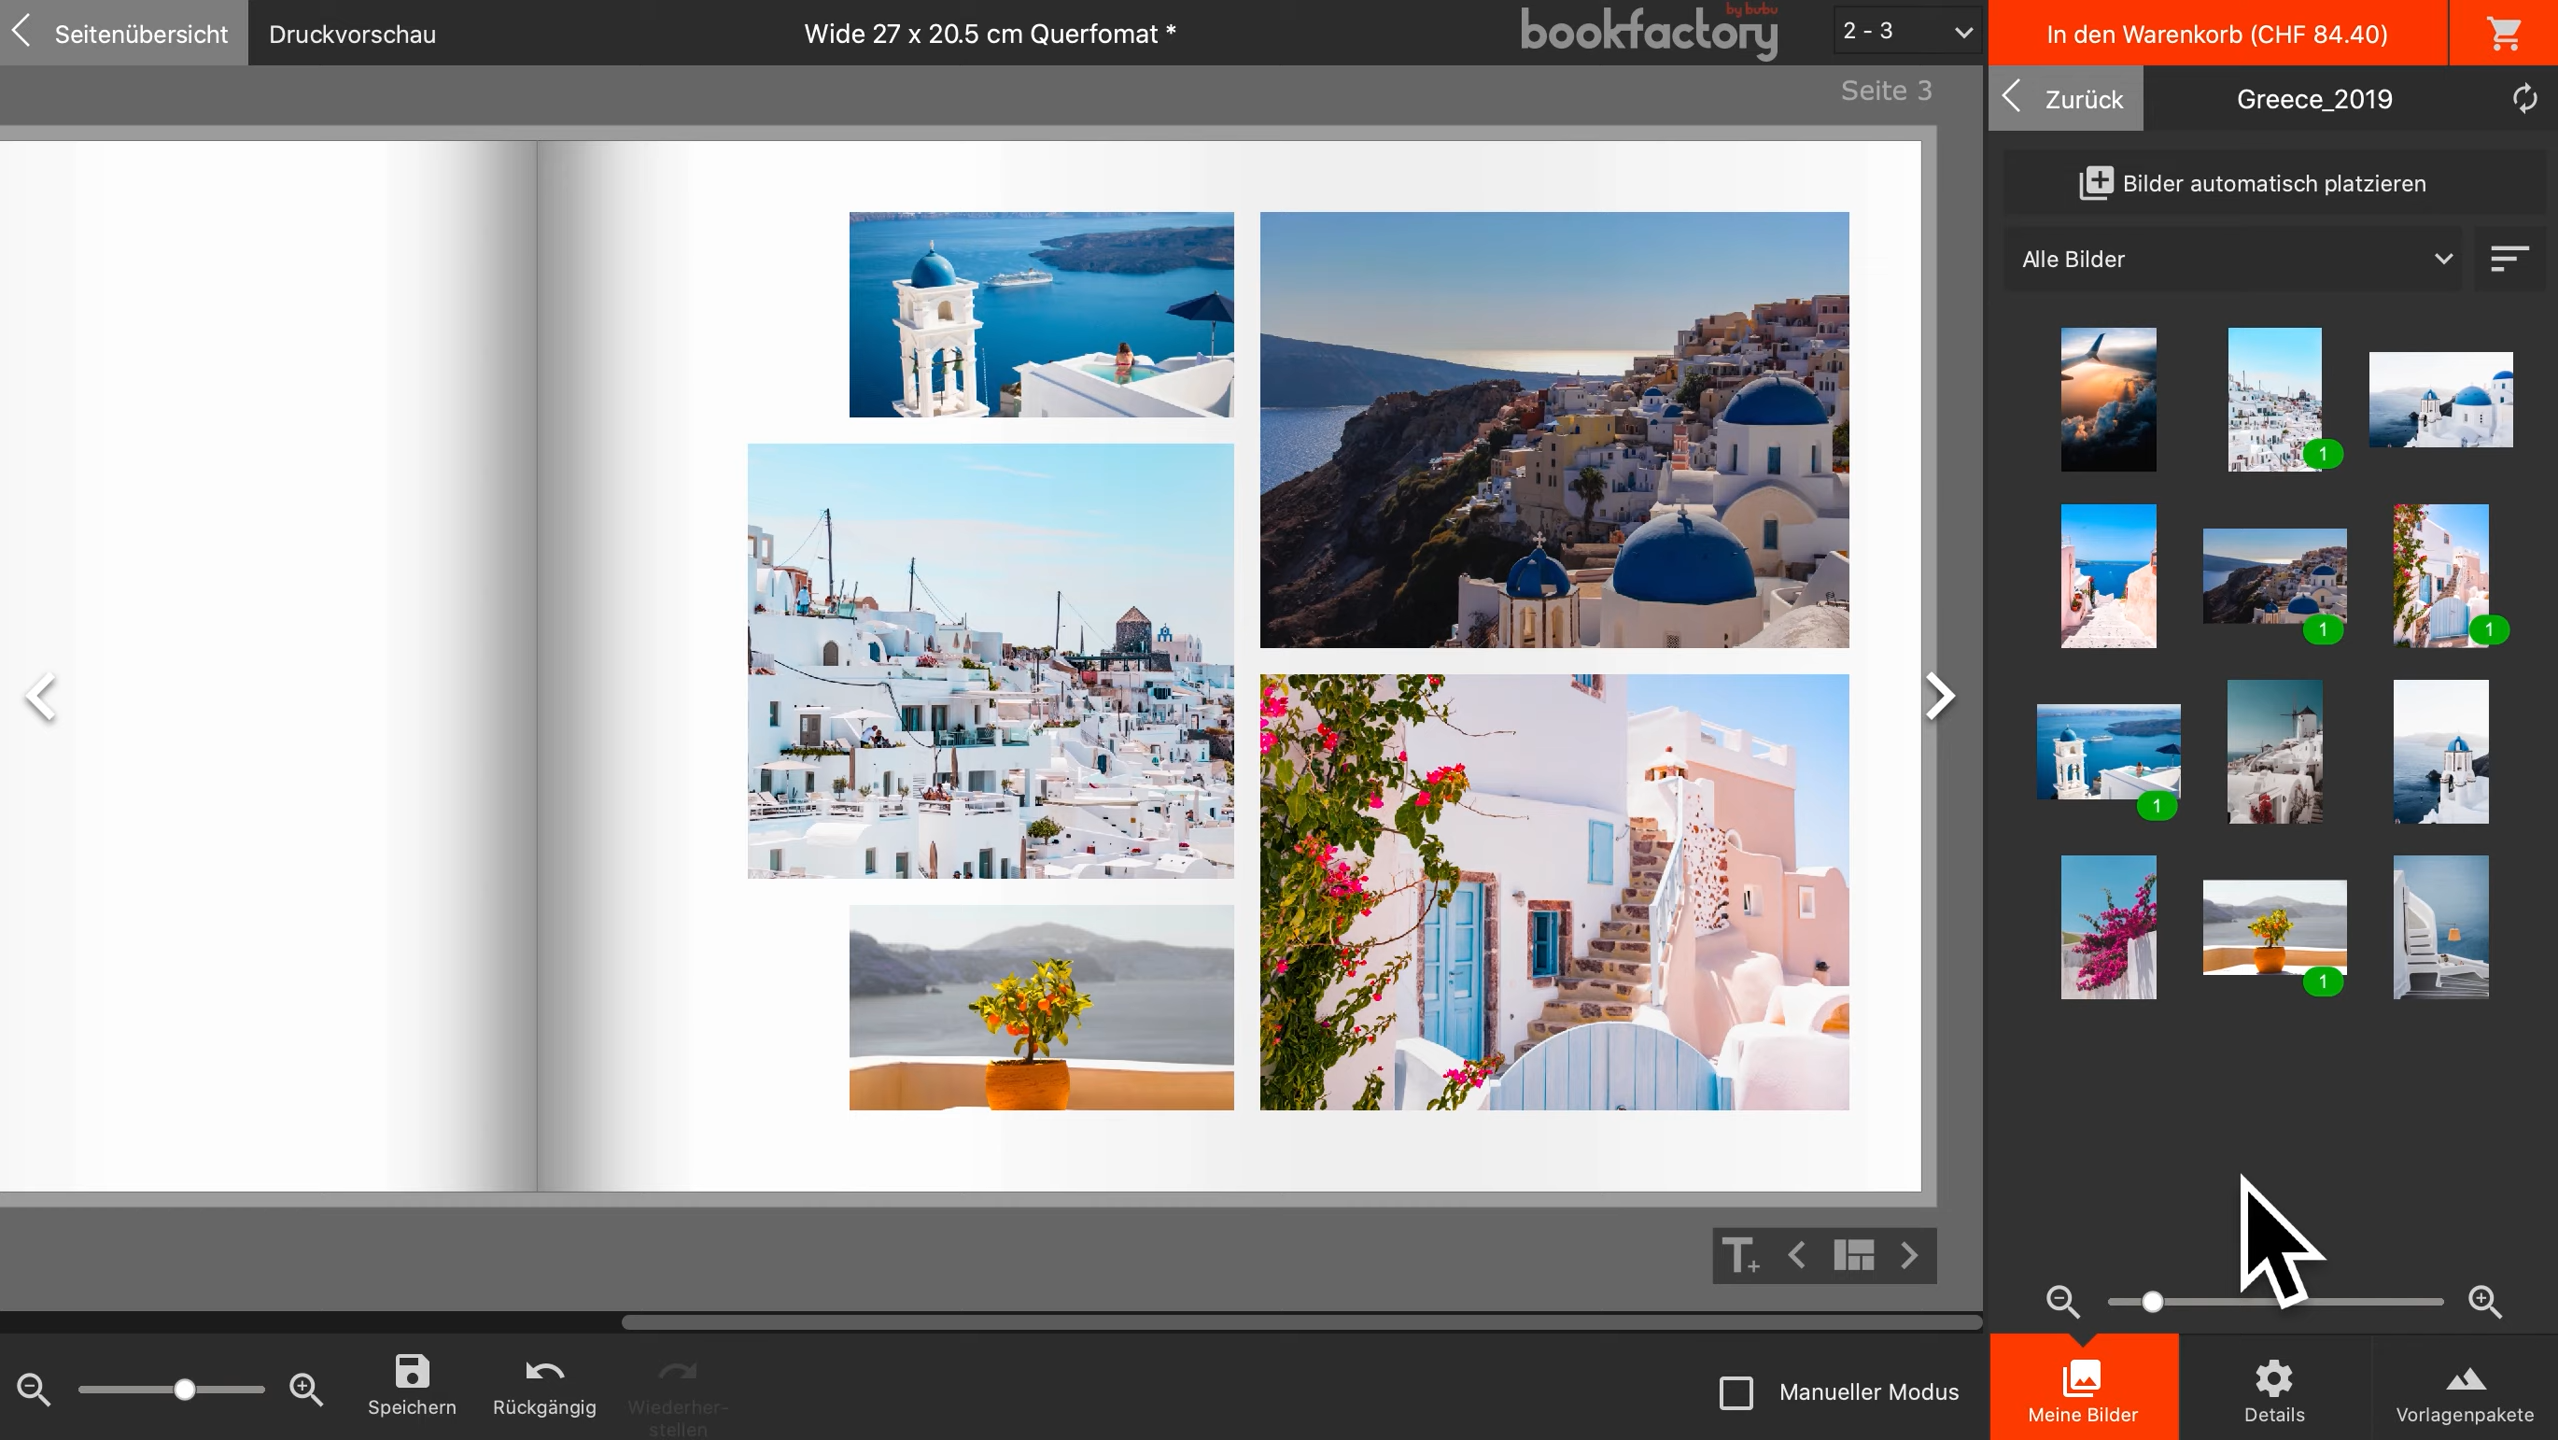 Seitenübersicht
Druckvorschau
Wide 27 x 20.5 cm Querfomat *
bookfactory
by bubu
2 - 3
In den Warenkorb (CHF 84.40)
Seite 3
Zurück
Greece_2019
Bilder automatisch platzieren
Alle Bilder
1
1
1
1
1
T+
Speichern
Rückgängig
Wiederher-
stellen
Manueller Modus
Meine Bilder
Details
Vorlagenpakete